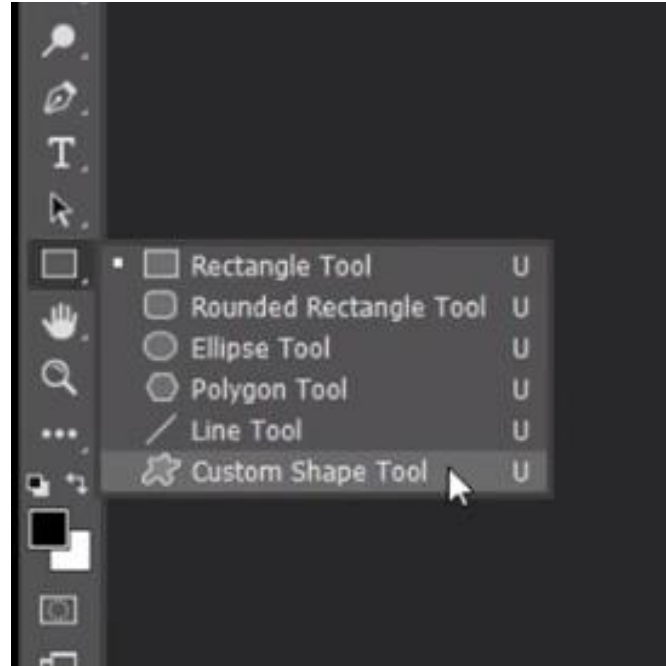 T
Rectangle Tool U
Rounded Rectangle Tool U
Ellipse Tool U
Polygon Tool U
Line Tool U
Custom Shape Tool U